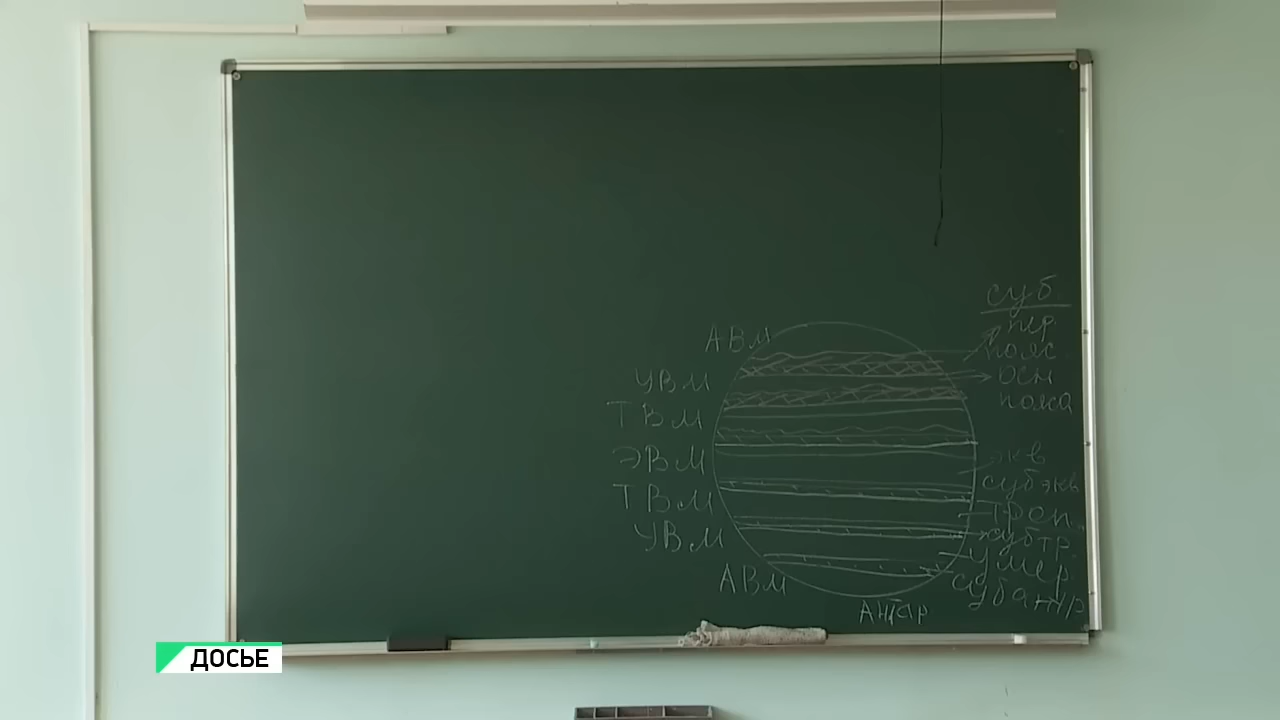 суб
пер.
пояс.
осн
пояса
АВМ
УВМ
ТВМ
ЭВМ
ТВМ
УВМ
АВМ
экв
субэкв
троп.
субтр.
умер.
субантр
Антар
ДОСЬЕ